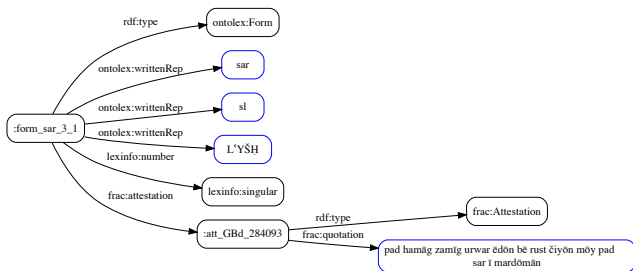 rdf:type
ontolex:Form
ontolex:writtenRep
sar
ontolex:writtenRep
sl
ontolex:writtenRep
LʿYŠḤ
:form_sar_3_1
lexinfo:number
lexinfo:singular
frac:attestation
:att_GBd_284093
rdf:type
frac:Attestation
frac:quotation
pad hamāg zamīg urwar ēdōn bē rust čiyōn mōy pad
sar ī mardōmān